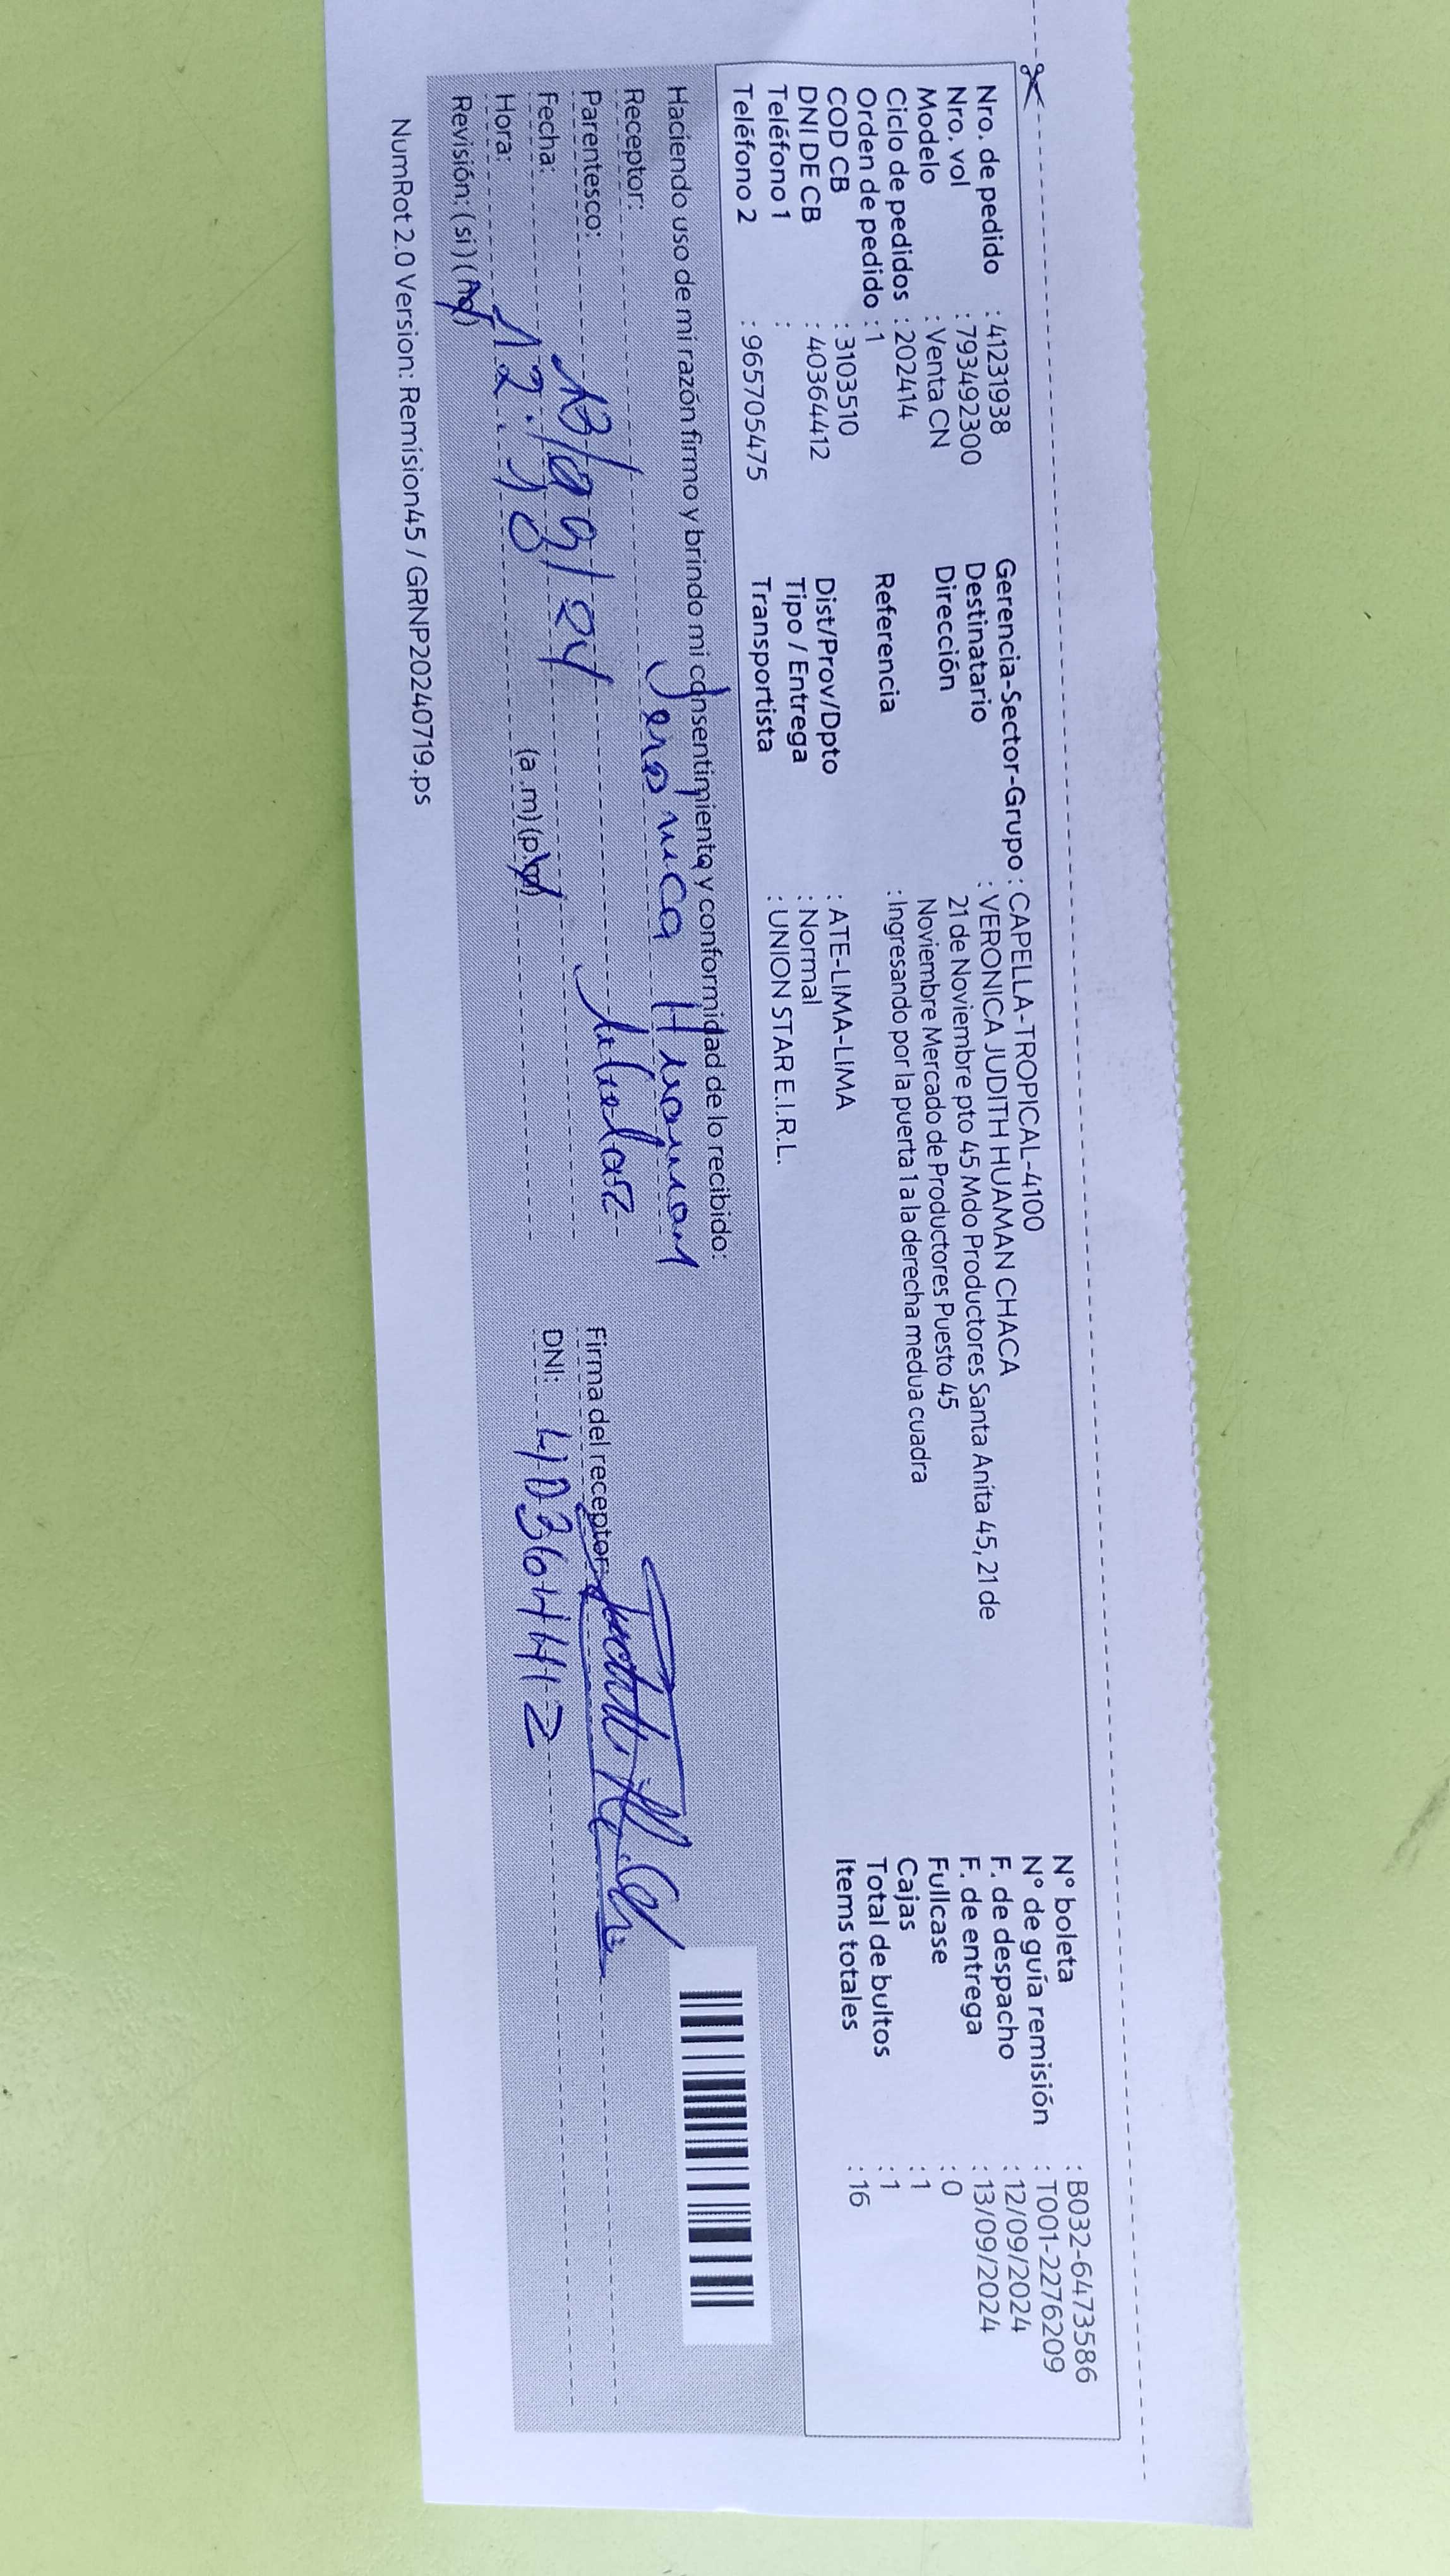 Nro. de pedido : 41231938
Nro. vol : 793492300
Modelo : Venta CN
Ciclo de pedidos : 202414
Orden de pedido : 1
COD CB : 3103510
DNI DE CB : 40364412
Teléfono 1 :
Teléfono 2 : 965705475
Gerencia-Sector-Grupo : CAPELLA-TROPICAL-4100
Destinatario : VERONICA JUDITH HUAMAN CHACA
Dirección 21 de Noviembre pto 45 Mdo Productores Santa Anita 45, 21 de
Noviembre Mercado de Productores Puesto 45
Referencia : Ingresando por la puerta 1 a la derecha medua cuadra
Dist/Prov/Dpto : ATE-LIMA-LIMA
Tipo / Entrega : Normal
Transportista : UNION STAR E.I.R.L.
N° boleta : B032-6473586
N° de guía remisión : T001-2276209
F. de despacho : 12/09/2024
F. de entrega : 13/09/2024
Fullcase : 0
Cajas : 1
Total de bultos : 1
Items totales : 16
Haciendo uso de mi razón firmo y brindo mi consentimiento y conformidad de lo recibido:
Receptor: Veronica Huaman
Parentesco: titular
Fecha: 13/09/24
Hora: 12:10 (a.m)(p.m)
Revisión: (si) (no)
Firma del receptor:
DNI: 40364412
NumRot 2.0 Version: Remision45 / GRNP20240719.ps